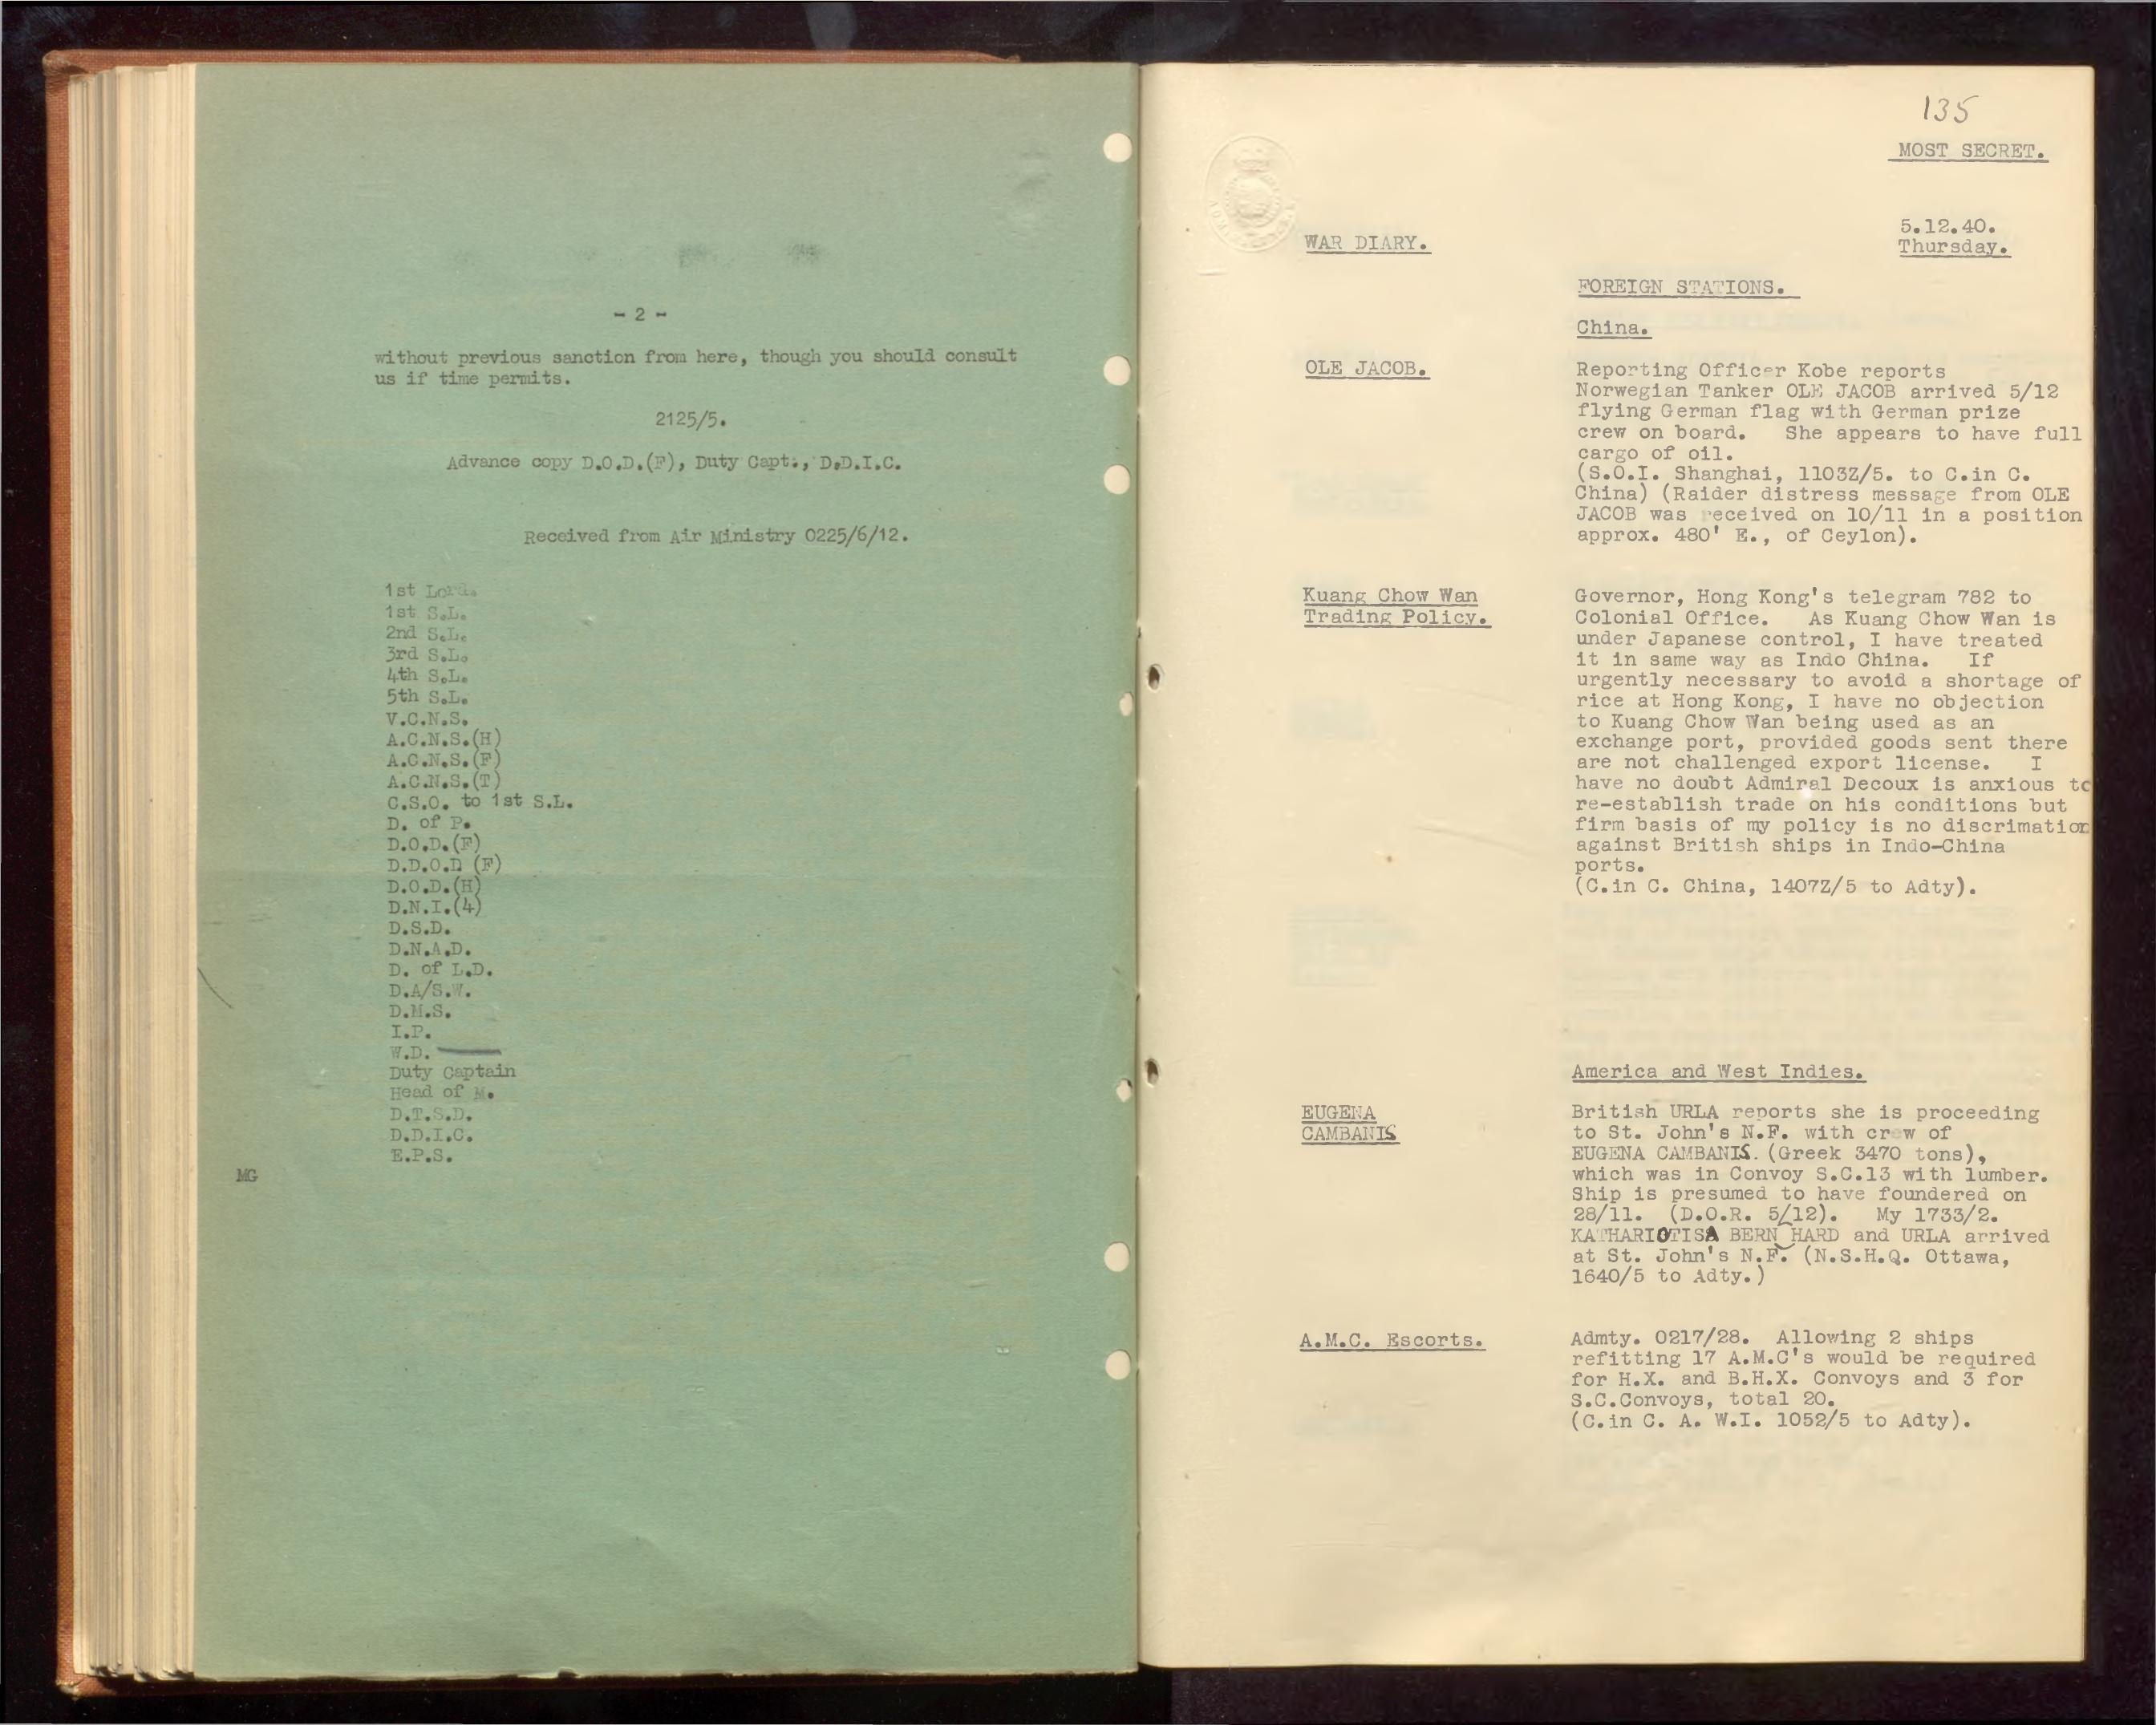 - 2 -
without previous sanction from here, though you should consult
us if time permits.
2125/5.
Advance copy D.O.D.(F), Duty Capt., D.D.I.C.
Received from Air Ministry 0225/6/12.
1st Lord.
1st S.L.
2nd S.L.
3rd S.L.
4th S.L.
5th S.L.
V.C.N.S.
A.C.N.S.(H)
A.C.N.S.(F)
A.C.N.S.(T)
C.S.O. to 1st S.L.
D. of P.
D.O.D.(F)
D.D.O.D (F)
D.O.D.(H)
D.N.I.(4)
D.S.D.
D.N.A.D.
D. of L.D.
D.A/S.W.
D.M.S.
I.P.
W.D.
Duty Captain
Head of M.
D.T.S.D.
D.D.I.C.
E.P.S.
MG
135
MOST SECRET.
5.12.40.
WAR DIARY. Thursday.
FOREIGN STATIONS.
China.
OLE JACOB. Reporting Officer Kobe reports
Norwegian Tanker OLE JACOB arrived 5/12
flying German flag with German prize
crew on board. She appears to have full
cargo of oil.
(S.O.I. Shanghai, 1103Z/5. to C.in C.
China) (Raider distress message from OLE
JACOB was received on 10/11 in a position
approx. 480' E., of Ceylon).
Kuang Chow Wan Governor, Hong Kong's telegram 782 to
Trading Policy. Colonial Office. As Kuang Chow Wan is
under Japanese control, I have treated
it in same way as Indo China. If
urgently necessary to avoid a shortage of
rice at Hong Kong, I have no objection
to Kuang Chow Wan being used as an
exchange port, provided goods sent there
are not challenged export license. I
have no doubt Admiral Decoux is anxious to
re-establish trade on his conditions but
firm basis of my policy is no discrimation
against British ships in Indo-China
ports.
(C.in C. China, 1407Z/5 to Adty).
America and West Indies.
EUGENA British URLA reports she is proceeding
CAMBANIS to St. John's N.F. with crew of
EUGENA CAMBANIS. (Greek 3470 tons),
which was in Convoy S.C.13 with lumber.
Ship is presumed to have foundered on
28/11. (D.O.R. 5/12). My 1733/2.
KATHARIOTISA BERN HARD and URLA arrived
at St. John's N.F. (N.S.H.Q. Ottawa,
1640/5 to Adty.)
A.M.C. Escorts. Admty. 0217/28. Allowing 2 ships
refitting 17 A.M.C's would be required
for H.X. and B.H.X. Convoys and 3 for
S.C.Convoys, total 20.
(C.in C. A. W.I. 1052/5 to Adty).